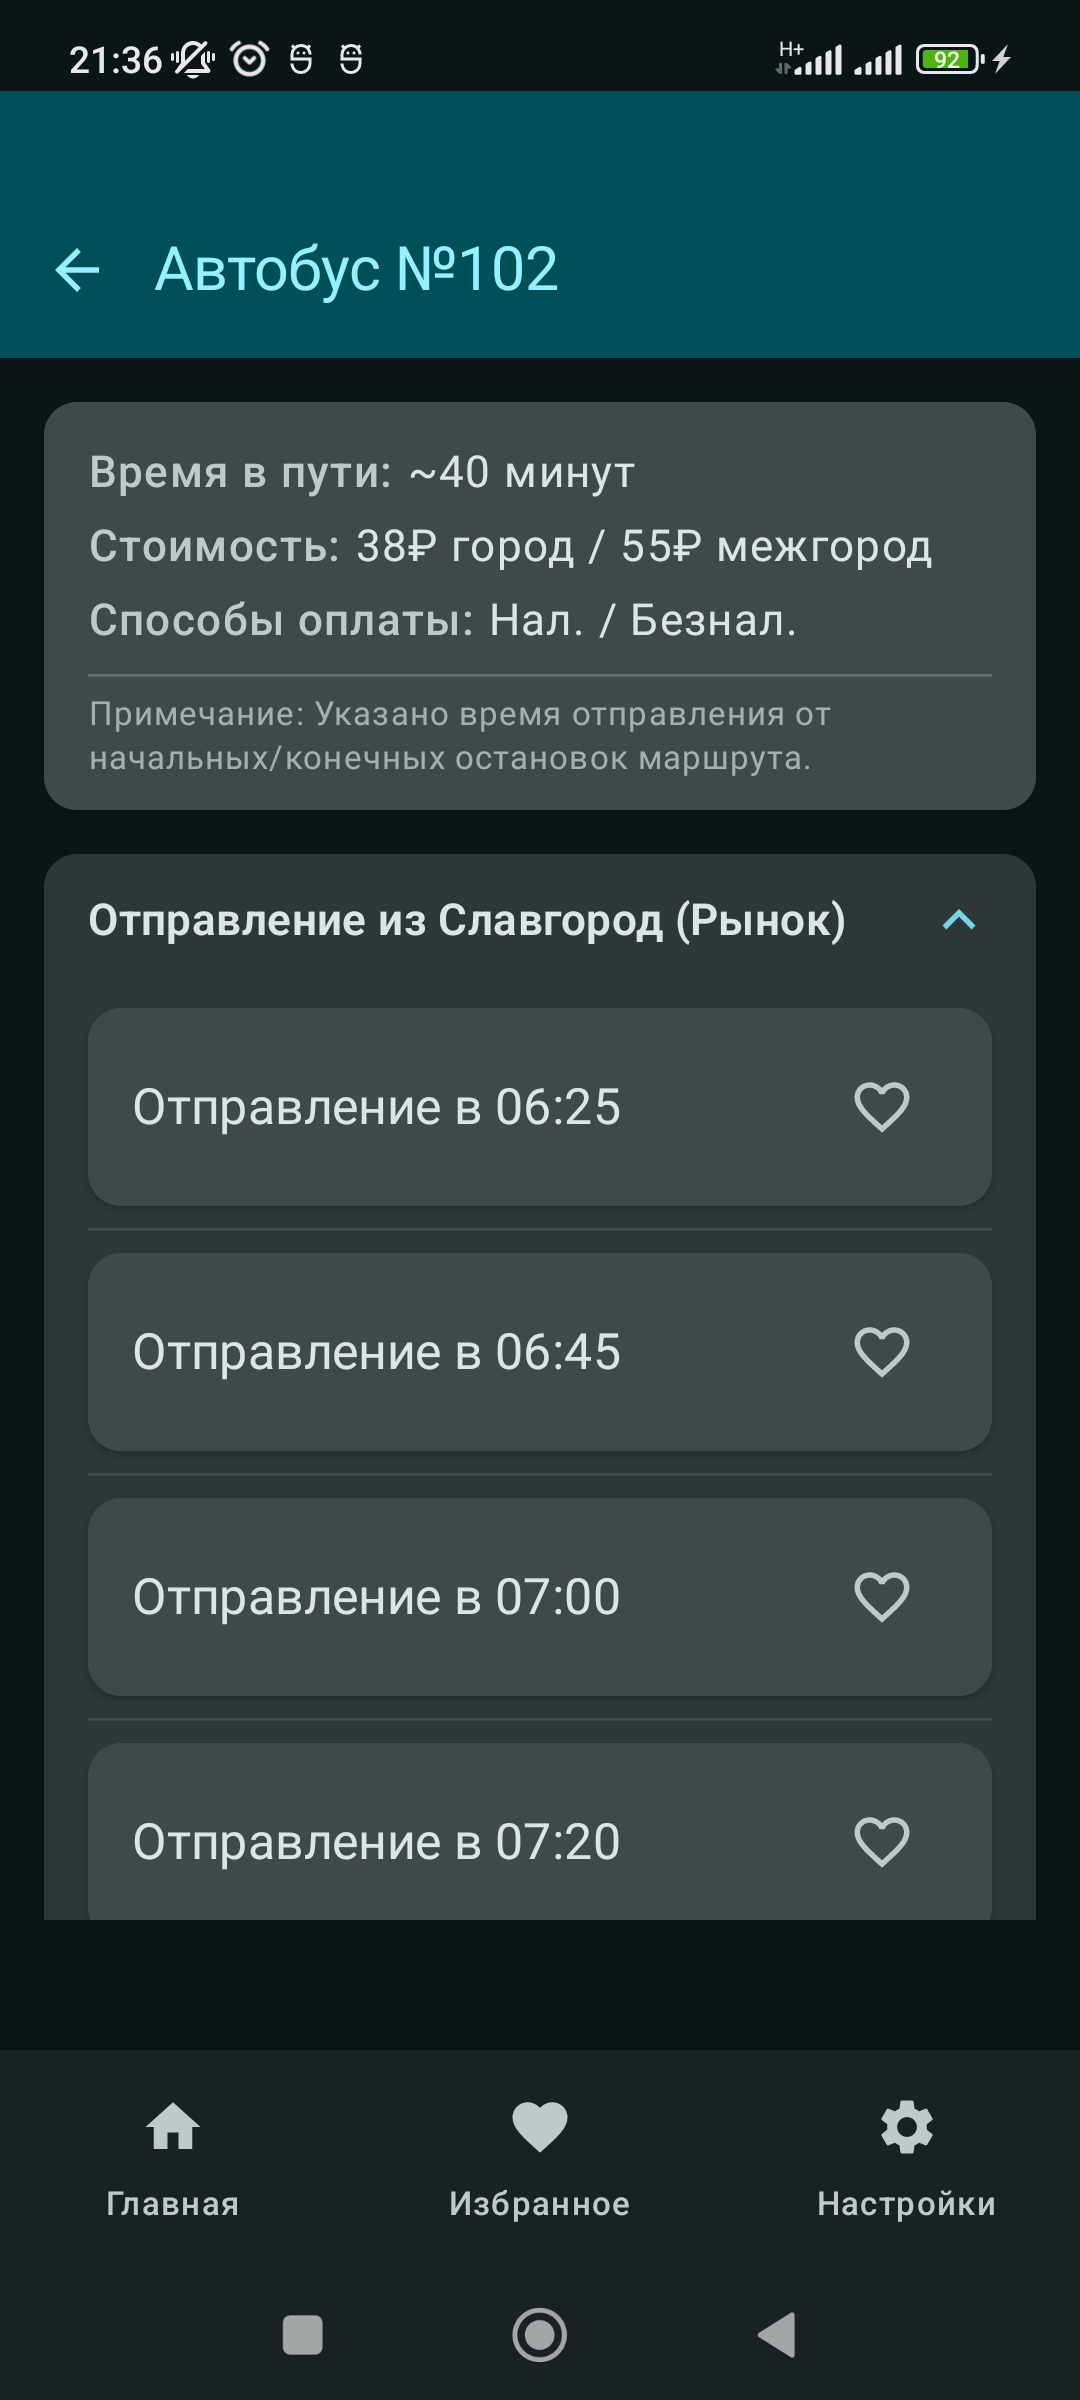 21:36
H+
92
Автобус №102
Время в пути: ~40 минут
Стоимость: 38₽ город / 55₽ межгород
Способы оплаты: Нал. / Безнал.
Примечание: Указано время отправления от
начальных/конечных остановок маршрута.
Отправление из Славгород (Рынок)
Отправление в 06:25
Отправление в 06:45
Отправление в 07:00
Отправление в 07:20
Главная
Избранное
Настройки